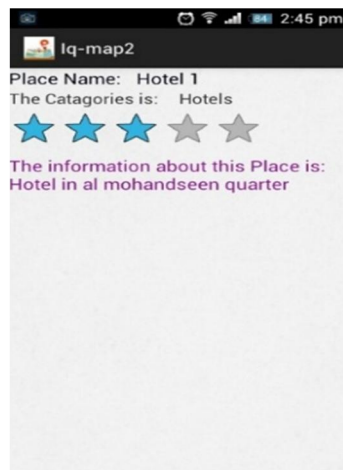 84 2:45 pm
Iq-map2
Place Name: Hotel 1
The Catagories is: Hotels
The information about this Place is:
Hotel in al mohandseen quarter